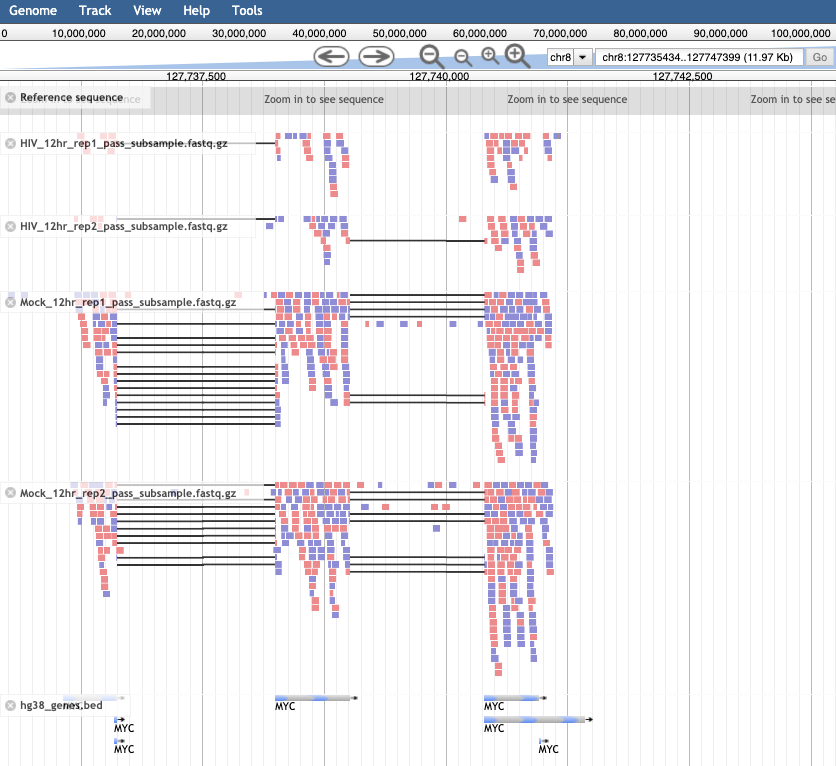 Genome Track View Help Tools
0 10,000,000 20,000,000 30,000,000 40,000,000 50,000,000 60,000,000 70,000,000 80,000,000 90,000,000 100,000,000
chr8 chr8:127735434..127747399 (11.97 Kb) Go
127,737,500 127,740,000 127,742,500
Reference sequence Zoom in to see sequence Zoom in to see sequence Zoom in to see se
HIV_12hr_rep1_pass_subsample.fastq.gz
HIV_12hr_rep2_pass_subsample.fastq.gz
Mock_12hr_rep1_pass_subsample.fastq.gz
Mock_12hr_rep2_pass_subsample.fastq.gz
hg38_genes.bed
MYC MYC
MYC MYC
MYC MYC